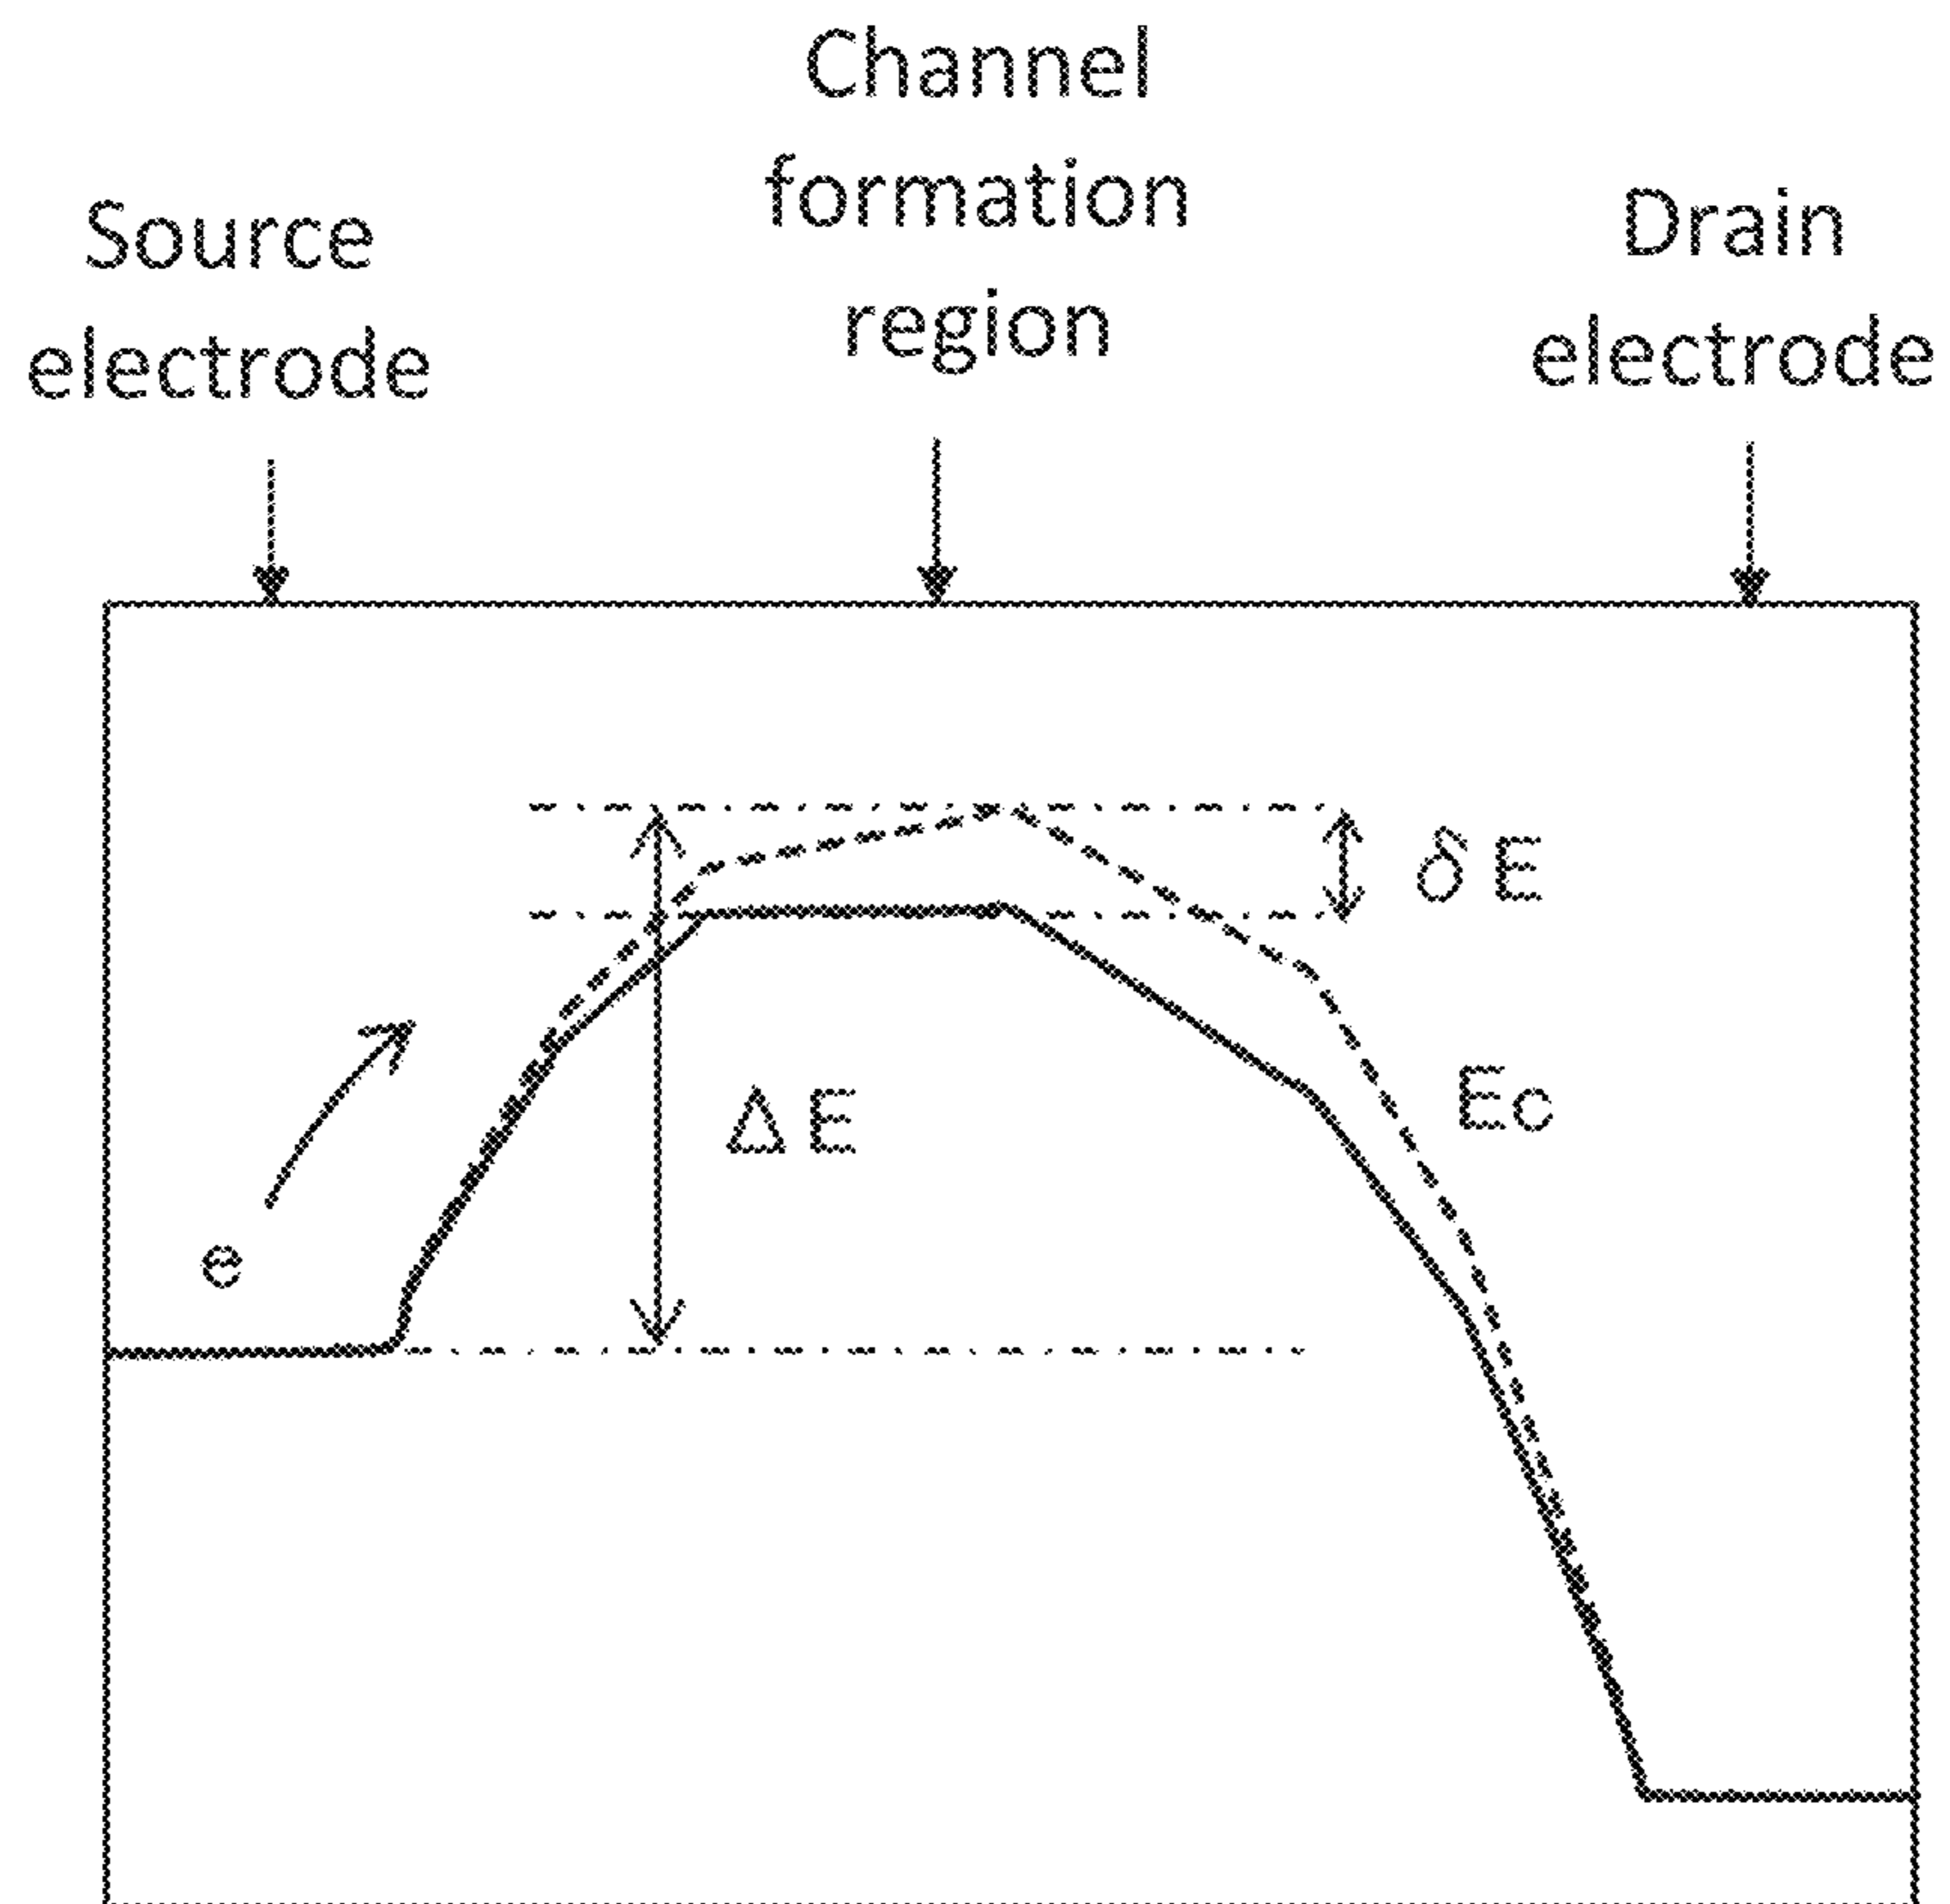 Channel
formation
region
Source
electrode
Drain
electrode
δE
ΔE
Ec
e